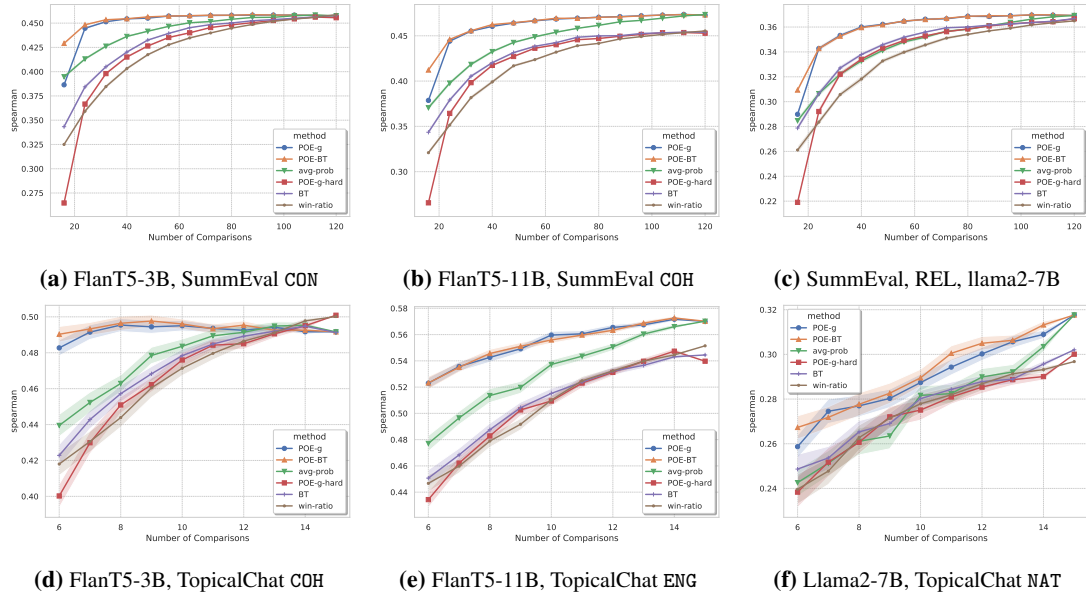 0.450
0.425
0.400
0.375
0.350
0.325
0.300
0.275
spearman
20
40
60
80
100
120
Number of Comparisons
method
POE-g
POE-BT
avg-prob
POE-g-hard
BT
win-ratio
(a) FlanT5-3B, SummEval CON
0.45
0.40
0.35
0.30
spearman
20
40
60
80
100
120
Number of Comparisons
method
POE-g
POE-BT
avg-prob
POE-g-hard
BT
win-ratio
(b) FlanT5-11B, SummEval COH
0.36
0.34
0.32
0.30
0.28
0.26
0.24
0.22
spearman
20
40
60
80
100
120
Number of Comparisons
method
POE-g
POE-BT
avg-prob
POE-g-hard
BT
win-ratio
(c) SummEval, REL, llama2-7B
0.50
0.48
0.46
0.44
0.42
0.40
spearman
6
8
10
12
14
Number of Comparisons
method
POE-g
POE-BT
avg-prob
POE-g-hard
BT
win-ratio
(d) FlanT5-3B, TopicalChat COH
0.58
0.56
0.54
0.52
0.50
0.48
0.46
0.44
spearman
6
8
10
12
14
Number of Comparisons
method
POE-g
POE-BT
avg-prob
POE-g-hard
BT
win-ratio
(e) FlanT5-11B, TopicalChat ENG
0.32
0.30
0.28
0.26
0.24
spearman
6
8
10
12
14
Number of Comparisons
method
POE-g
POE-BT
avg-prob
POE-g-hard
BT
win-ratio
(f) Llama2-7B, TopicalChat NAT